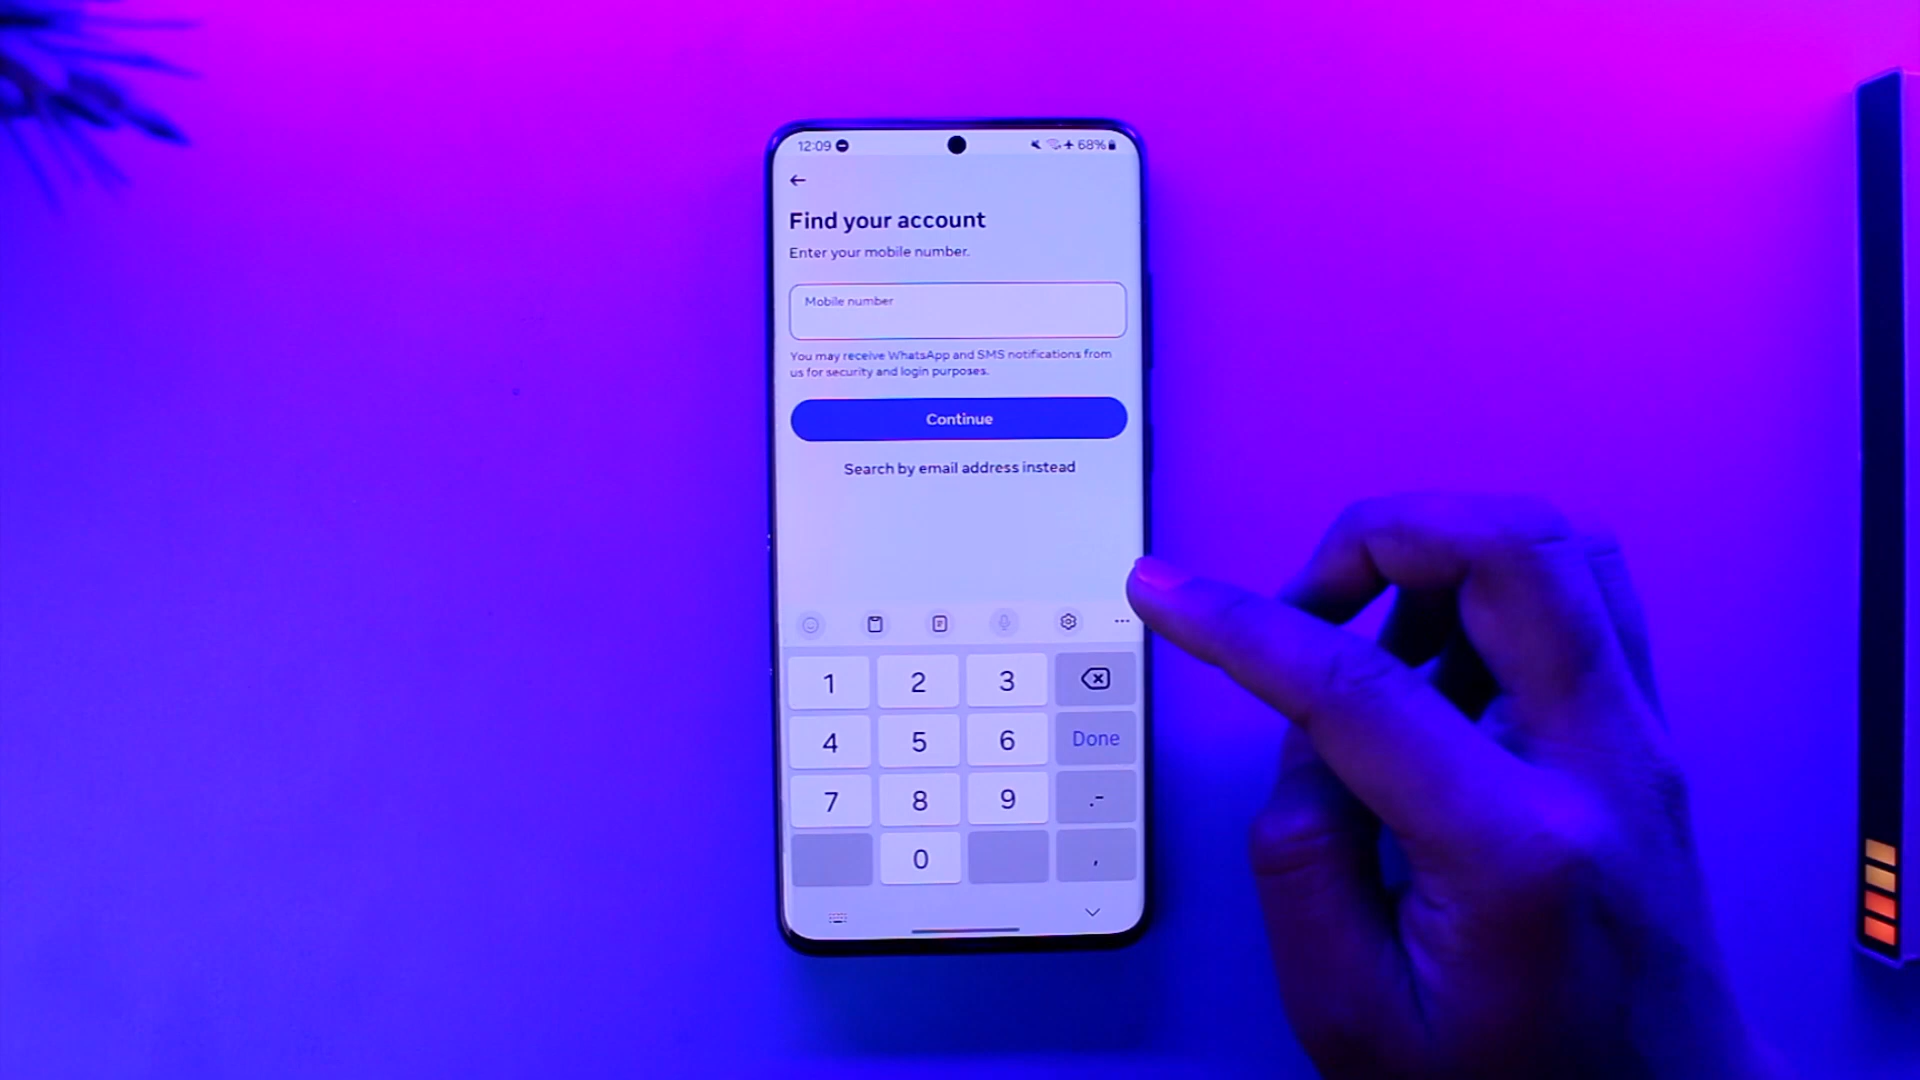 12:09 68%
Find your account
Enter your mobile number.
Mobile number
You may receive WhatsApp and SMS notifications from
us for security and login purposes.
Continue
Search by email address instead
1 2 3
4 5 6 Done
7 8 9 .-
0 ,